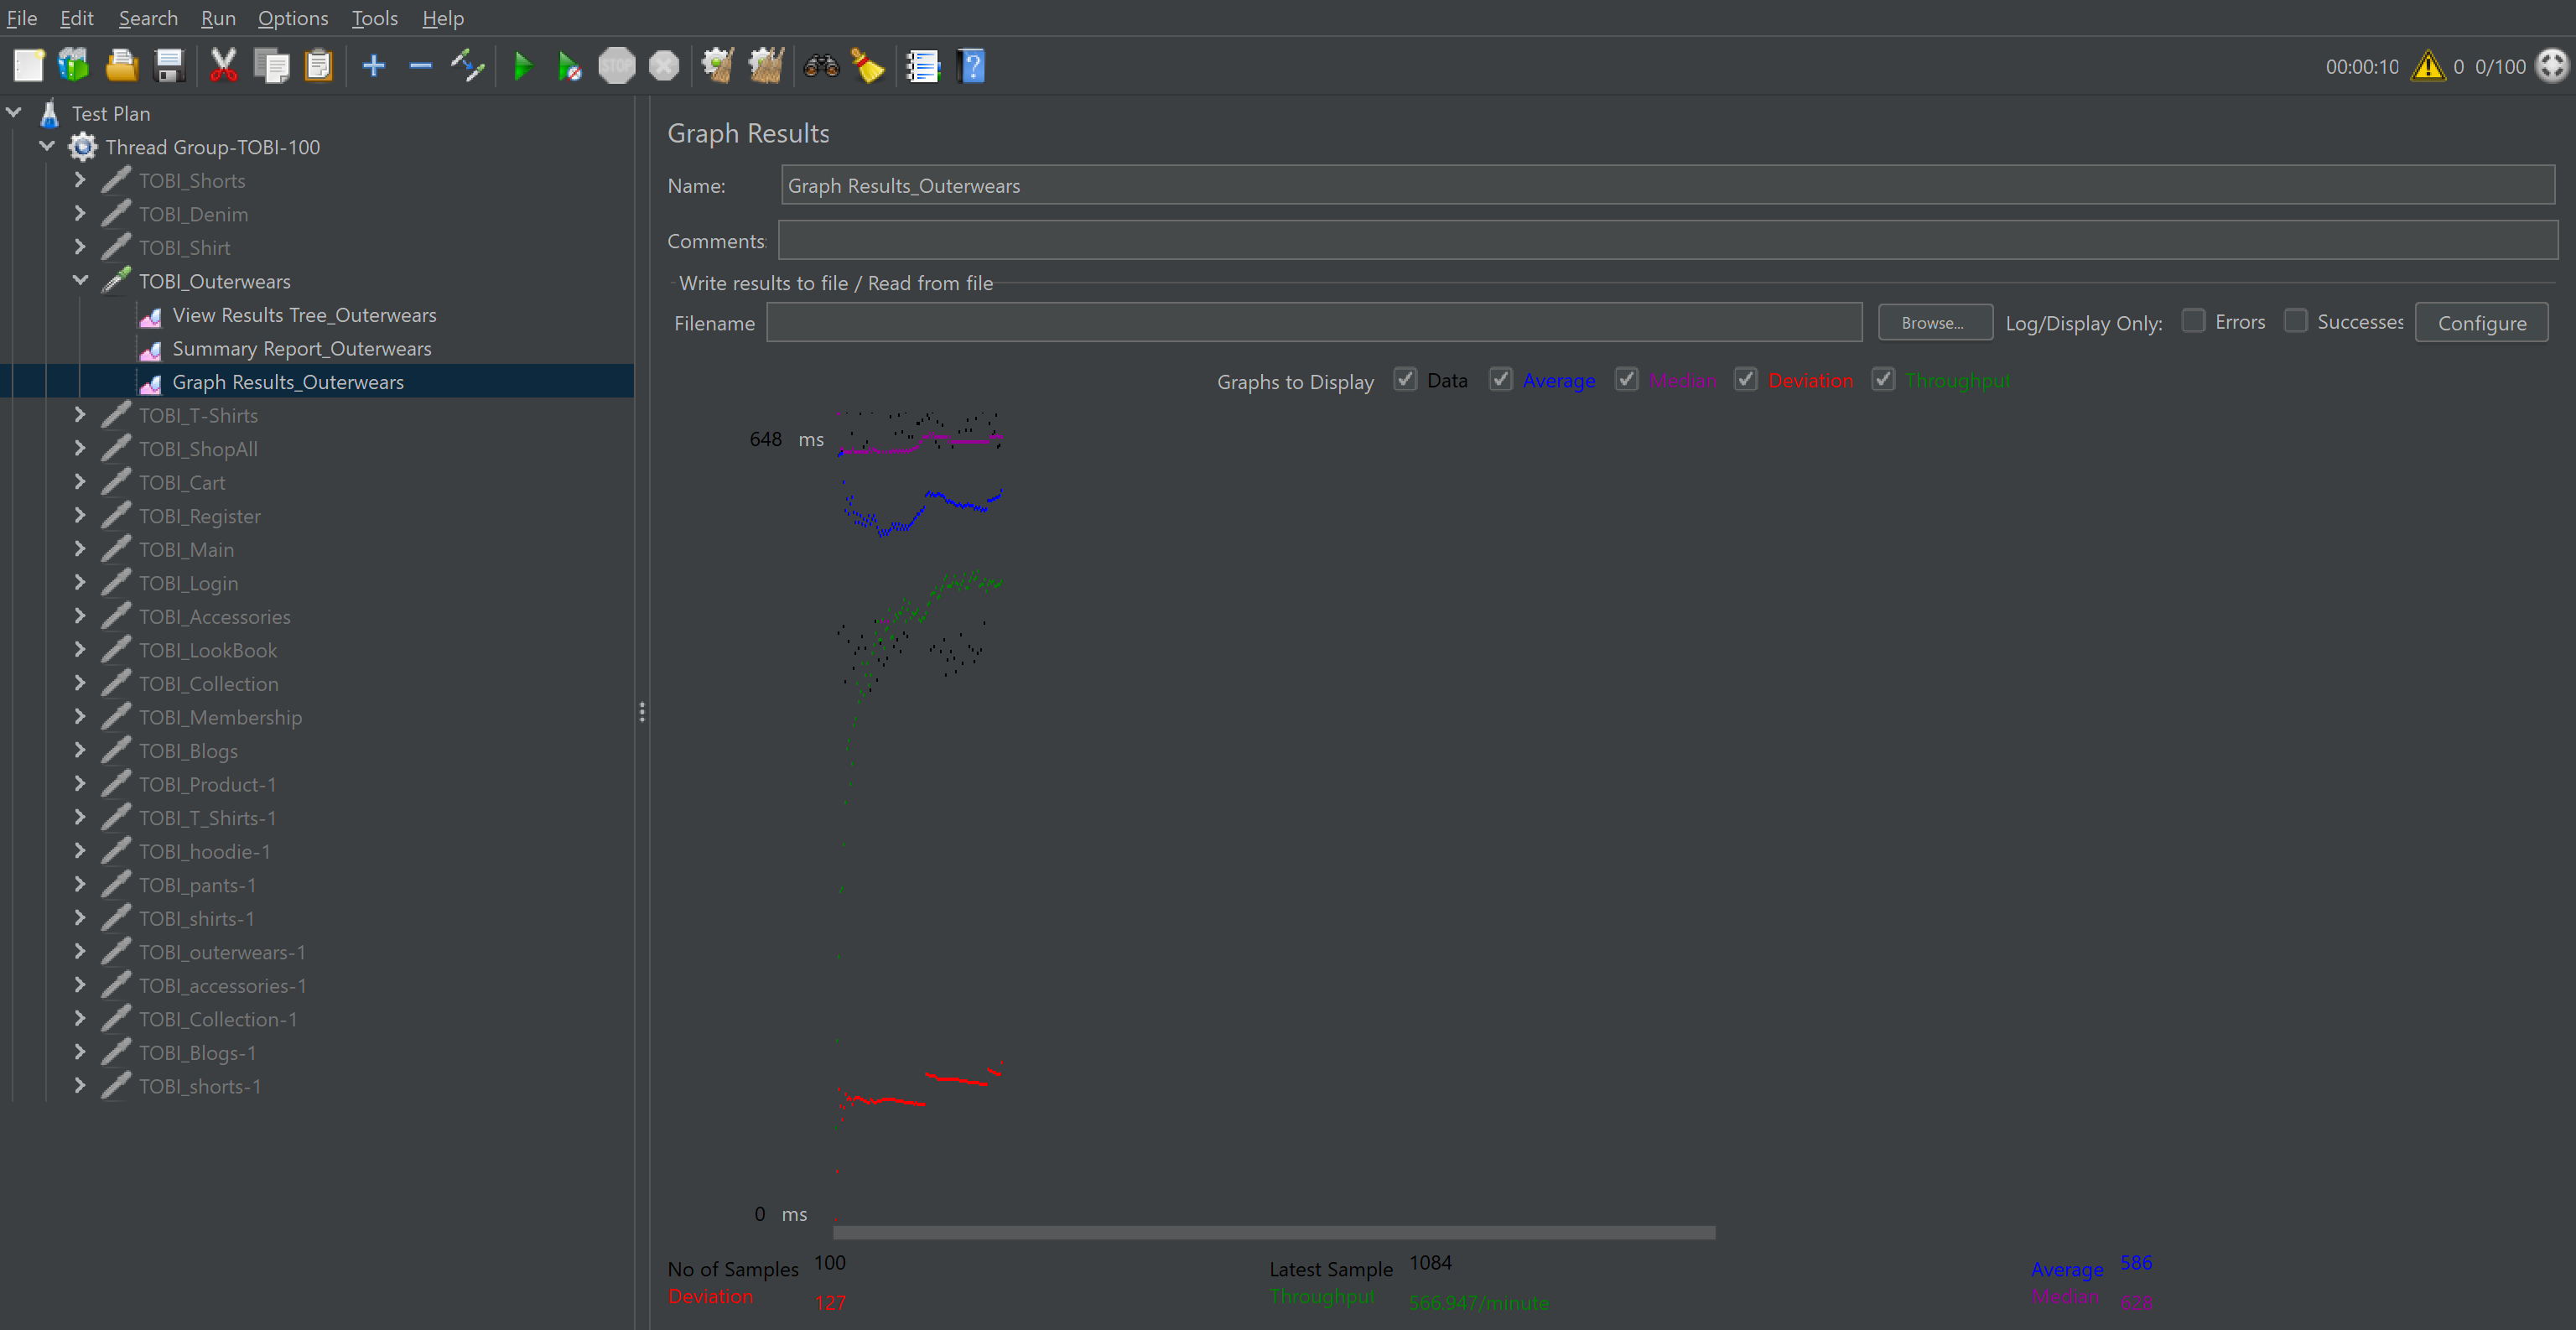 File Edit Search Run Options Tools Help
STOP
00:00:10 0 0/100
Test Plan
Thread Group-TOBI-100
TOBI_Shorts
TOBI_Denim
TOBI_Shirt
TOBI_Outerwears
View Results Tree_Outerwears
Summary Report_Outerwears
Graph Results_Outerwears
TOBI_T-Shirts
TOBI_ShopAll
TOBI_Cart
TOBI_Register
TOBI_Main
TOBI_Login
TOBI_Accessories
TOBI_LookBook
TOBI_Collection
TOBI_Membership
TOBI_Blogs
TOBI_Product-1
TOBI_T_Shirts-1
TOBI_hoodie-1
TOBI_pants-1
TOBI_shirts-1
TOBI_outerwears-1
TOBI_accessories-1
TOBI_Collection-1
TOBI_Blogs-1
TOBI_shorts-1
Graph Results
Name: Graph Results_Outerwears
Comments:
Write results to file / Read from file
Filename Browse... Log/Display Only: Errors Successes Configure
Graphs to Display Data Average Median Deviation Throughput
648 ms
0 ms
No of Samples 100 Latest Sample 1084 Average 586
Deviation 127 Throughput 566,947/minute Median 628